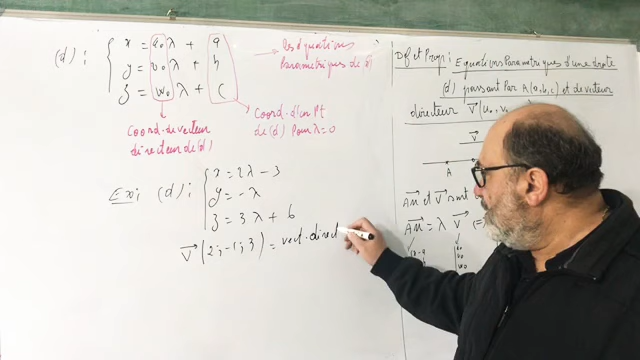 (d) : { x = u₀ λ + a
y = v₀ λ + b
z = w₀ λ + c
les équations
paramétriques de (d)
coord. de vecteur
directeur de (d)
Coord. d'un pt
de (d) pour λ = 0
Ex: (d) : { x = 2λ - 3
y = -λ
z = 3λ + 6
V (2; -1; 3) = vect. direct
Def et Prop: Equations Paramétriques d'une droite
(d) passant par A(a,b,c) et de vecteur
directeur V (u₀, v₀,
V
A
AM et V sont
AM = λ V (=)